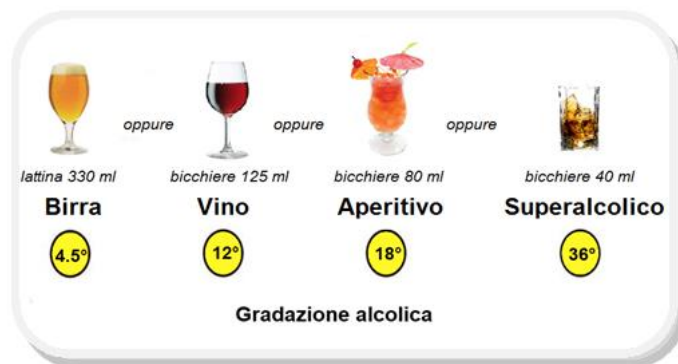 oppure oppure oppure
lattina 330 ml bicchiere 125 ml bicchiere 80 ml bicchiere 40 ml
Birra Vino Aperitivo Superalcolico
4.5° 12° 18° 36°
Gradazione alcolica